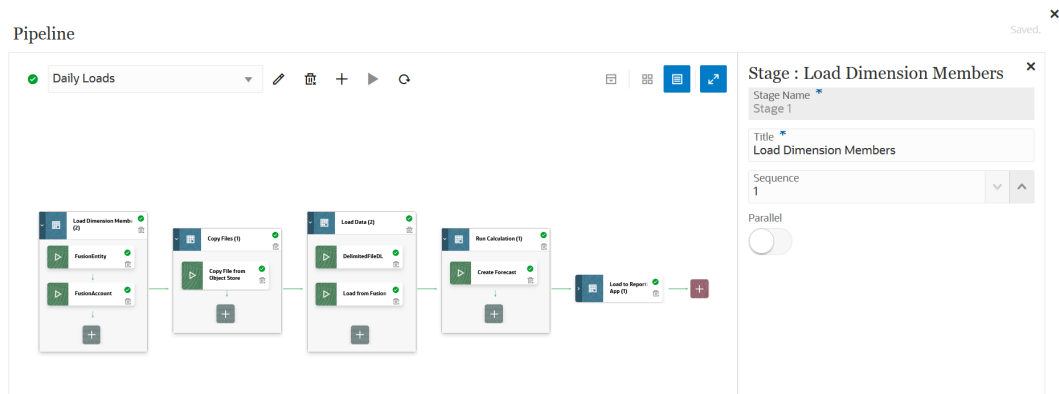 Pipeline
Saved.
Daily Loads
Load Dimension Membe
(2)
FusionEntity
FusionAccount
Copy Files (1)
Copy File from
Object Store
Load Data (2)
DelimitedFileDL
Load from Fusion
Run Calculation (1)
Create Forecast
Load to Report
App (1)
Stage : Load Dimension Members
Stage Name *
Stage 1
Title *
Load Dimension Members
Sequence
1
Parallel